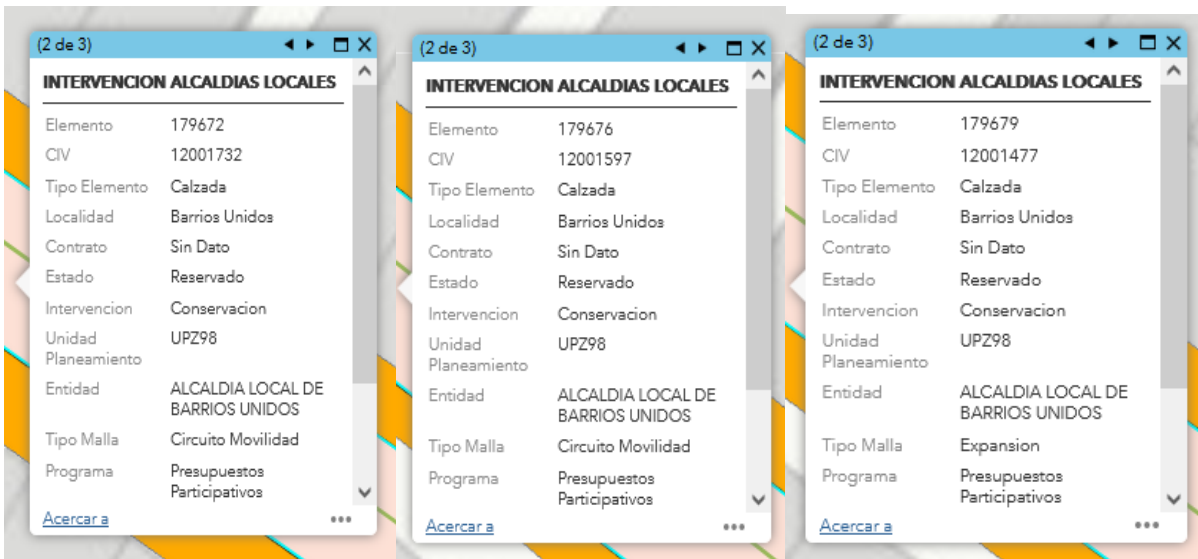 (2 de 3)
INTERVENCION ALCALDIAS LOCALES
Elemento 179672
CIV 12001732
Tipo Elemento Calzada
Localidad Barrios Unidos
Contrato Sin Dato
Estado Reservado
Intervencion Conservacion
Unidad UPZ98
Planeamiento
Entidad ALCALDIA LOCAL DE
BARRIOS UNIDOS
Tipo Malla Circuito Movilidad
Programa Presupuestos
Participativos
Acercar a
(2 de 3)
INTERVENCION ALCALDIAS LOCALES
Elemento 179676
CIV 12001597
Tipo Elemento Calzada
Localidad Barrios Unidos
Contrato Sin Dato
Estado Reservado
Intervencion Conservacion
Unidad UPZ98
Planeamiento
Entidad ALCALDIA LOCAL DE
BARRIOS UNIDOS
Tipo Malla Circuito Movilidad
Programa Presupuestos
Participativos
Acercar a
(2 de 3)
INTERVENCION ALCALDIAS LOCALES
Elemento 179679
CIV 12001477
Tipo Elemento Calzada
Localidad Barrios Unidos
Contrato Sin Dato
Estado Reservado
Intervencion Conservacion
Unidad UPZ98
Planeamiento
Entidad ALCALDIA LOCAL DE
BARRIOS UNIDOS
Tipo Malla Expansion
Programa Presupuestos
Participativos
Acercar a